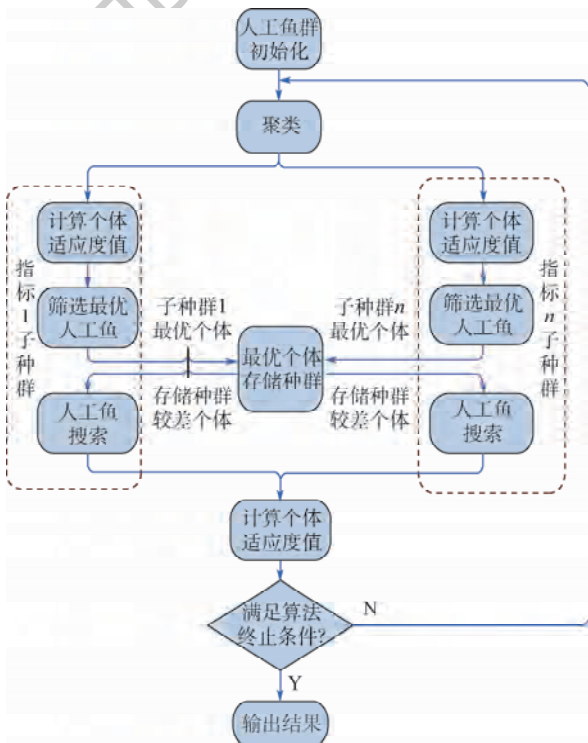 人工鱼群
初始化
聚类
计算个体
适应度值
筛选最优
人工鱼
人工鱼
搜索
指标1子种群
子种群1
最优个体
存储种群
较差个体
最优个体
存储种群
子种群n
最优个体
存储种群
较差个体
计算个体
适应度值
筛选最优
人工鱼
人工鱼
搜索
指标n子种群
计算个体
适应度值
满足算法
终止条件?
N
Y
输出结果